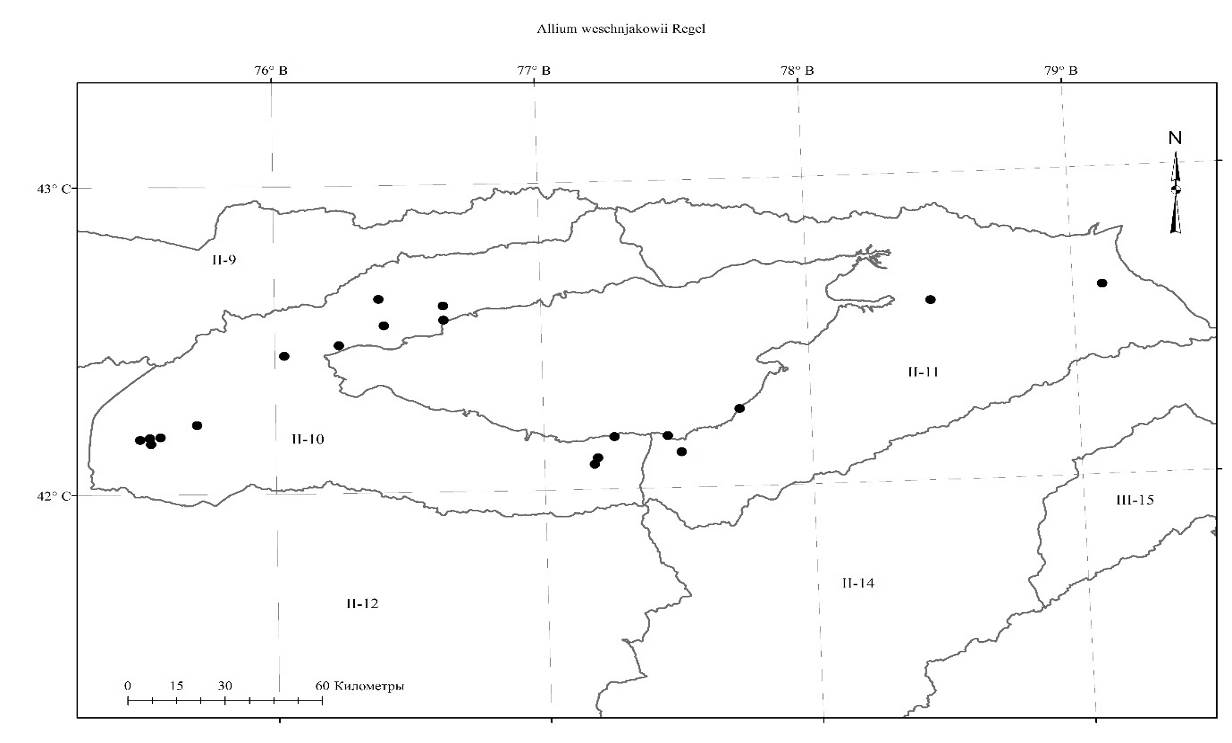 Allium weschnjakowii Regel
76° В 77° В 78° В 79° В
N
43° С
II-9
II-11
II-10
42° С
III-15
II-14
II-12
0 15 30 60 Километры